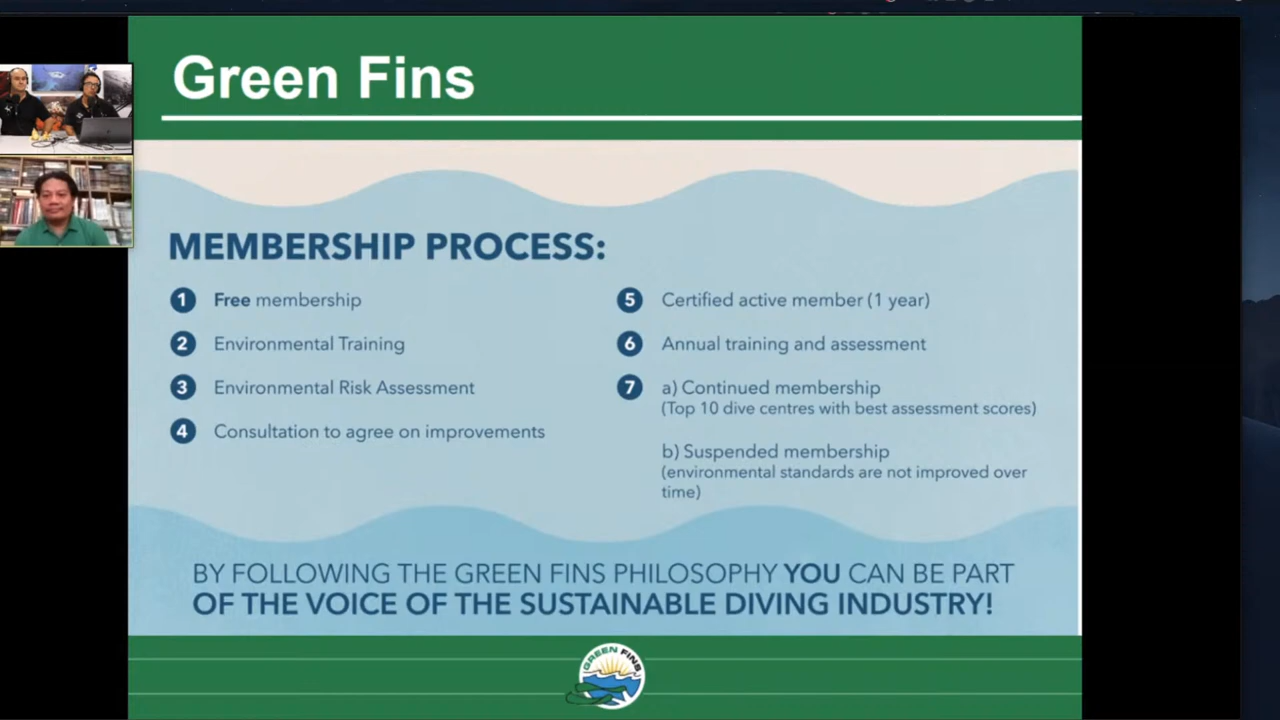 Green Fins
MEMBERSHIP PROCESS:
1 Free membership
2 Environmental Training
3 Environmental Risk Assessment
4 Consultation to agree on improvements
5 Certified active member (1 year)
6 Annual training and assessment
7 a) Continued membership
(Top 10 dive centres with best assessment scores)
b) Suspended membership
(environmental standards are not improved over
time)
BY FOLLOWING THE GREEN FINS PHILOSOPHY YOU CAN BE PART
OF THE VOICE OF THE SUSTAINABLE DIVING INDUSTRY!
GREEN FINS